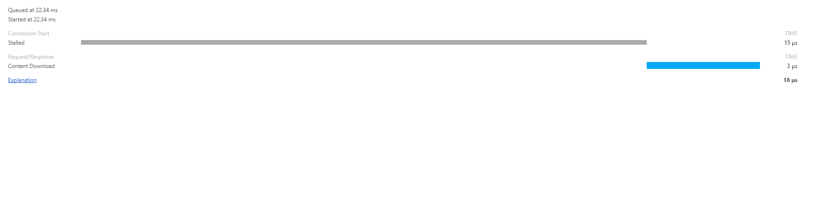 Queued at 22.34 ms
Started at 22.34 ms
Connection Start TIME
Stalled 15 μs
Request/Response TIME
Content Download 3 μs
Explanation 18 μs